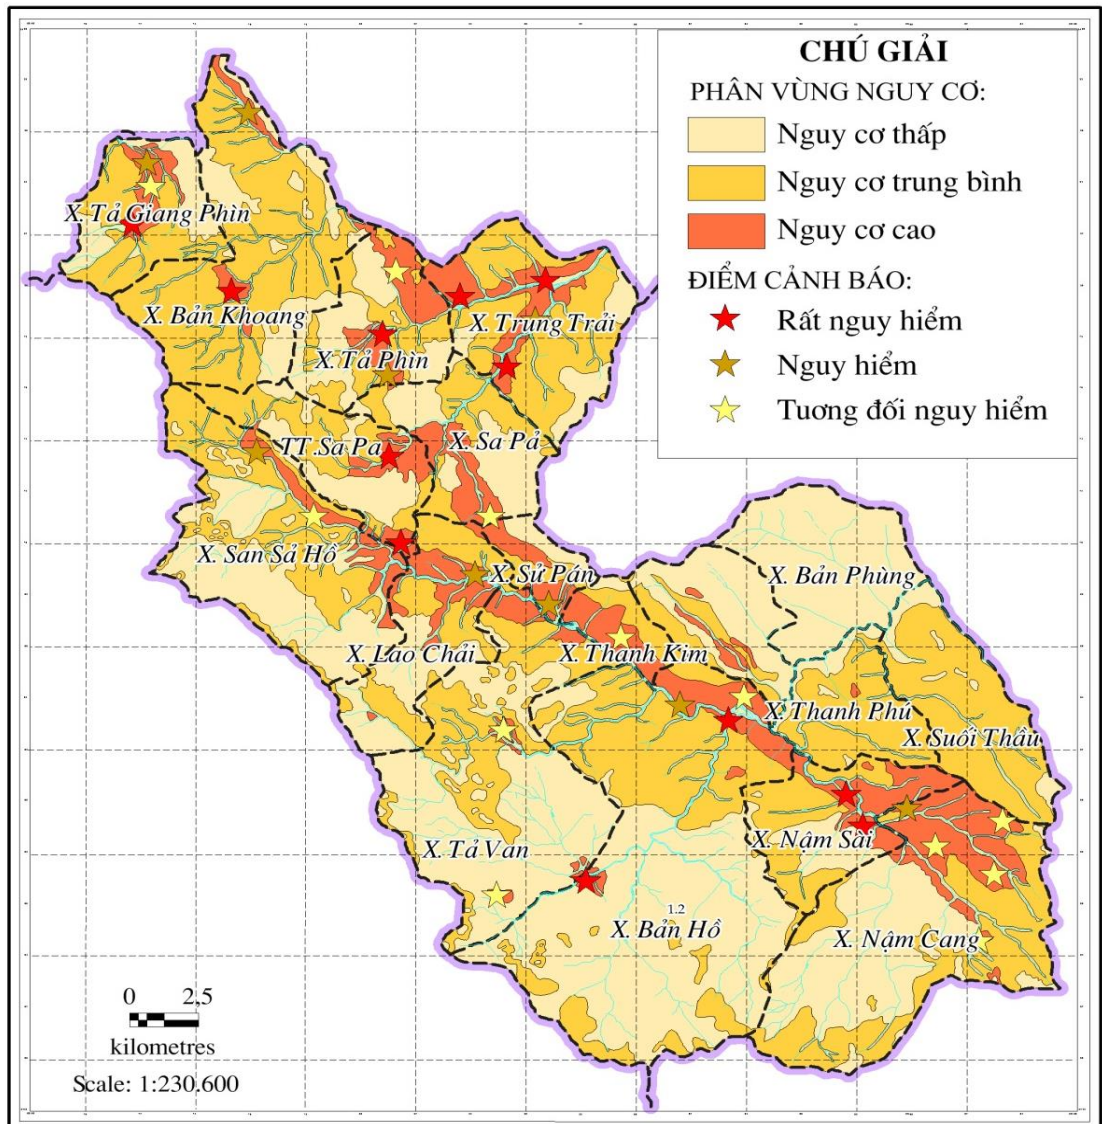 CHÚ GIẢI
PHÂN VÙNG NGUY CƠ:
Nguy cơ thấp
Nguy cơ trung bình
Nguy cơ cao
ĐIỂM CẢNH BÁO:
Rất nguy hiểm
Nguy hiểm
Tuơng đối nguy hiểm
X. Tả Giang Phìn
X. Bản Khoang
X. Trung Trải
X. Tả Phìn
TT.Sa Pa
X. Sa Pả
X. San Sả Hồ
X. Sử Pán
X. Bản Phùng
X. Lao Chải
X. Thanh Kim
X. Thanh Phú
X. Suối Thầu
X. Tả Van
X. Nậm Sài
1.2
X. Bản Hồ
X. Nậm Cang
0 2,5
kilometres
Scale: 1:230.600